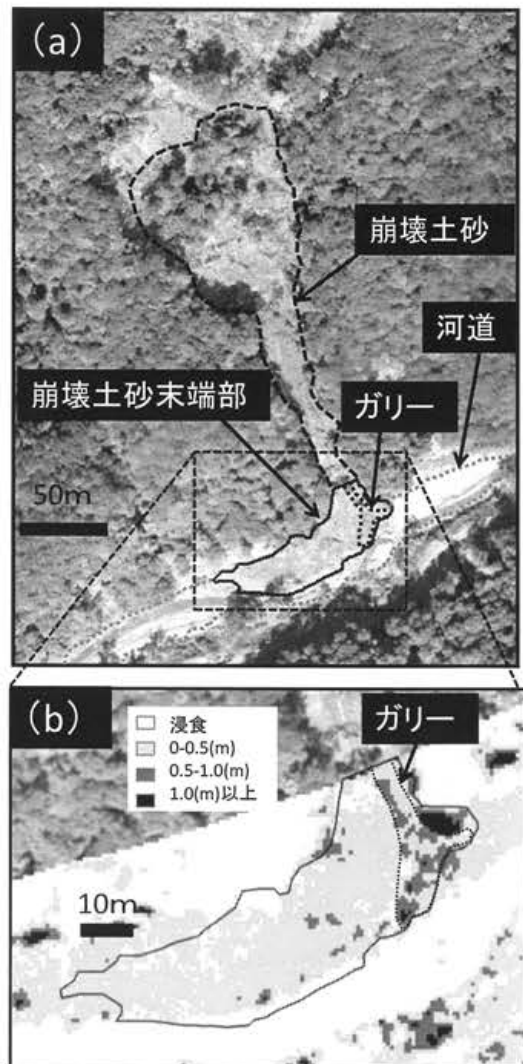 (a)
崩壊土砂
河道
崩壊土砂末端部
ガリー
50m
(b)
ガリー
浸食
0-0.5(m)
0.5-1.0(m)
1.0(m)以上
10m